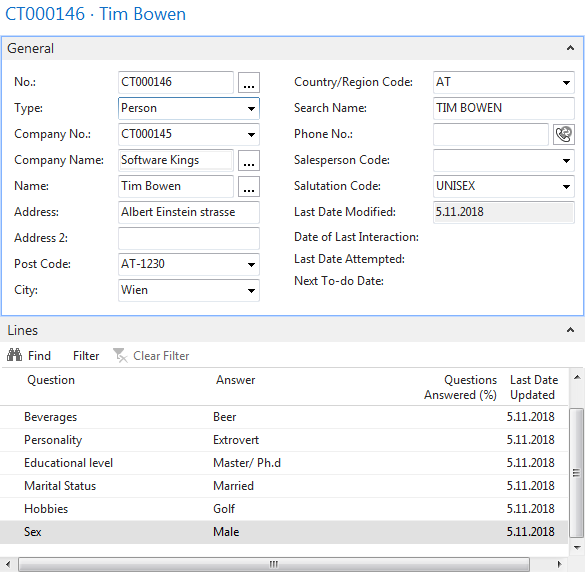 CT000146 · Tim Bowen
General
No.: CT000146 ... Country/Region Code: AT
Type: Person Search Name: TIM BOWEN
Company No.: CT000145 Phone No.:
Company Name: Software Kings ... Salesperson Code:
Name: Tim Bowen ... Salutation Code: UNISEX
Address: Albert Einstein strasse Last Date Modified: 5.11.2018
Address 2: Date of Last Interaction:
Post Code: AT-1230 Last Date Attempted:
City: Wien Next To-do Date:
Lines
Find Filter Clear Filter
Question Answer Questions Last Date
Answered (%) Updated
Beverages Beer 5.11.2018
Personality Extrovert 5.11.2018
Educational level Master/ Ph.d 5.11.2018
Marital Status Married 5.11.2018
Hobbies Golf 5.11.2018
Sex Male 5.11.2018